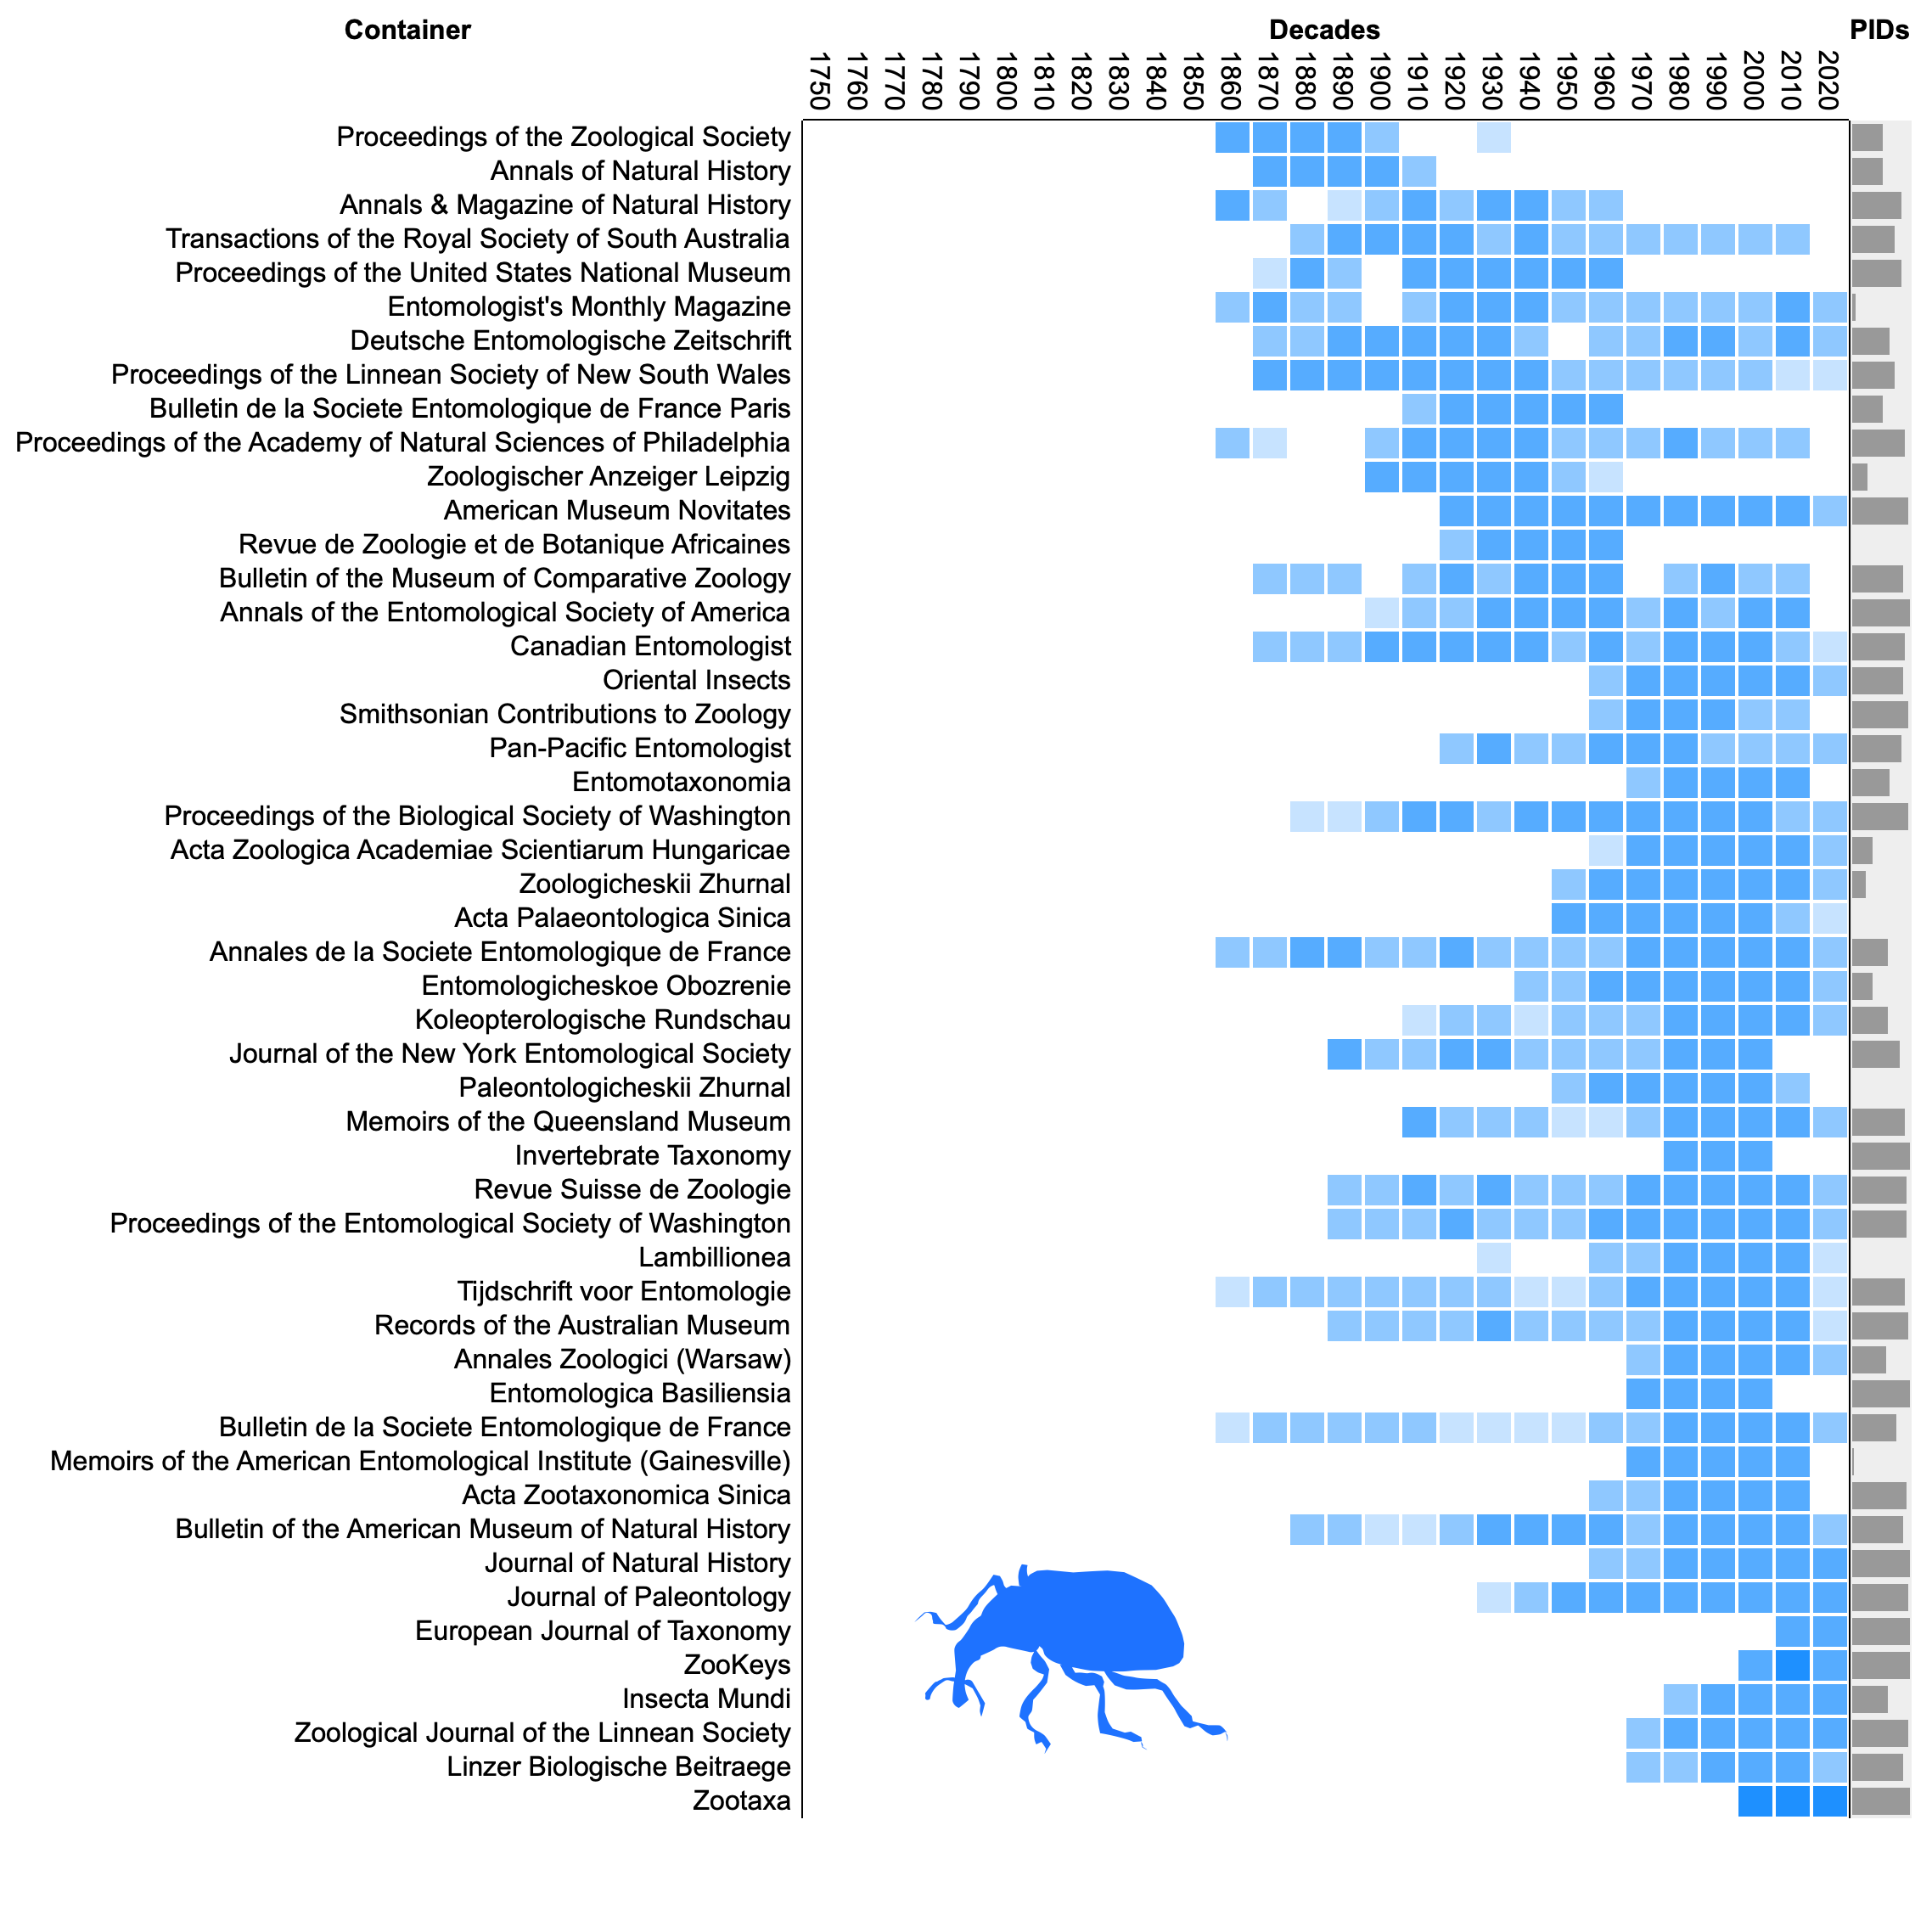 Container Decades PIDs
1750 1760 1770 1780 1790 1800 1810 1820 1830 1840 1850 1860 1870 1880 1890 1900 1910 1920 1930 1940 1950 1960 1970 1980 1990 2000 2010 2020
Proceedings of the Zoological Society
Annals of Natural History
Annals & Magazine of Natural History
Transactions of the Royal Society of South Australia
Proceedings of the United States National Museum
Entomologist's Monthly Magazine
Deutsche Entomologische Zeitschrift
Proceedings of the Linnean Society of New South Wales
Bulletin de la Societe Entomologique de France Paris
Proceedings of the Academy of Natural Sciences of Philadelphia
Zoologischer Anzeiger Leipzig
American Museum Novitates
Revue de Zoologie et de Botanique Africaines
Bulletin of the Museum of Comparative Zoology
Annals of the Entomological Society of America
Canadian Entomologist
Oriental Insects
Smithsonian Contributions to Zoology
Pan-Pacific Entomologist
Entomotaxonomia
Proceedings of the Biological Society of Washington
Acta Zoologica Academiae Scientiarum Hungaricae
Zoologicheskii Zhurnal
Acta Palaeontologica Sinica
Annales de la Societe Entomologique de France
Entomologicheskoe Obozrenie
Koleopterologische Rundschau
Journal of the New York Entomological Society
Paleontologicheskii Zhurnal
Memoirs of the Queensland Museum
Invertebrate Taxonomy
Revue Suisse de Zoologie
Proceedings of the Entomological Society of Washington
Lambillionea
Tijdschrift voor Entomologie
Records of the Australian Museum
Annales Zoologici (Warsaw)
Entomologica Basiliensia
Bulletin de la Societe Entomologique de France
Memoirs of the American Entomological Institute (Gainesville)
Acta Zootaxonomica Sinica
Bulletin of the American Museum of Natural History
Journal of Natural History
Journal of Paleontology
European Journal of Taxonomy
ZooKeys
Insecta Mundi
Zoological Journal of the Linnean Society
Linzer Biologische Beitraege
Zootaxa